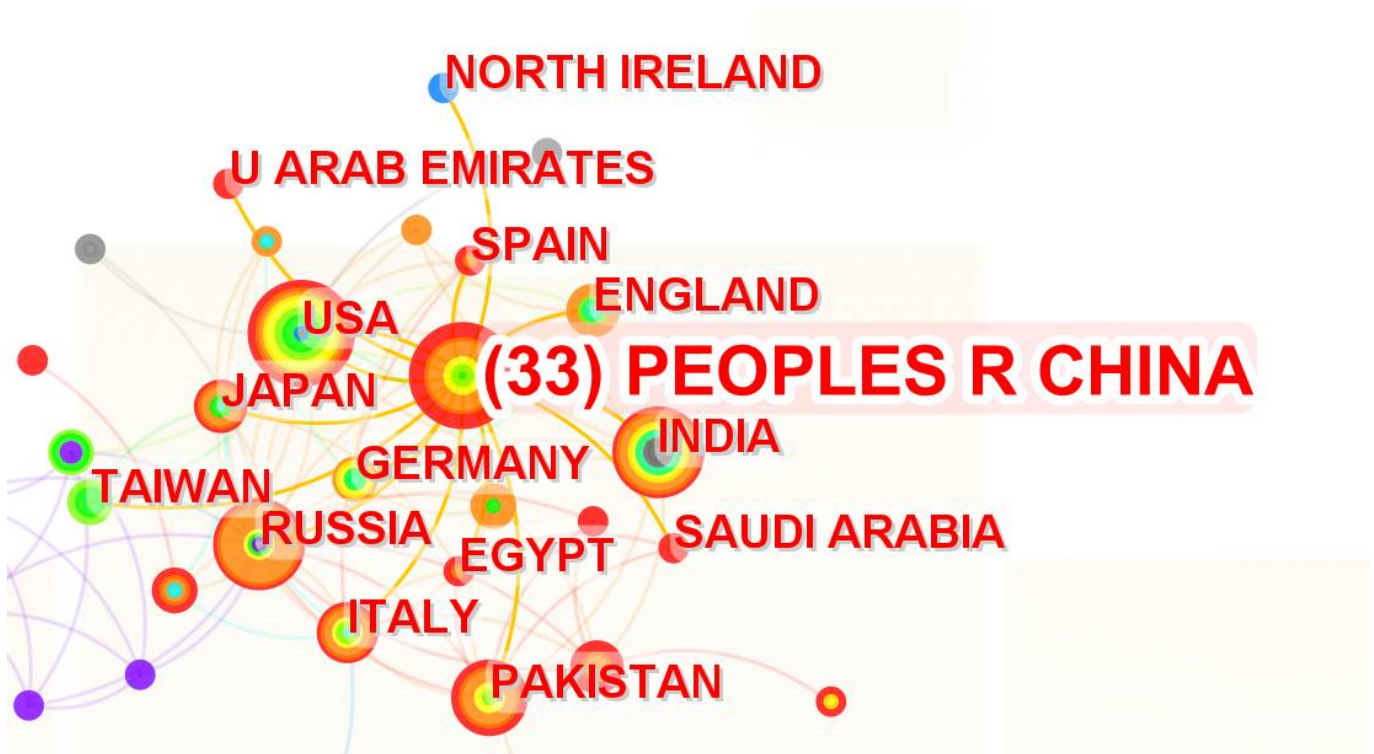 NORTH IRELAND
U ARAB EMIRATES
SPAIN
ENGLAND
USA
(33) PEOPLES R CHINA
JAPAN
INDIA
GERMANY
TAIWAN
RUSSIA
SAUDI ARABIA
EGYPT
ITALY
PAKISTAN